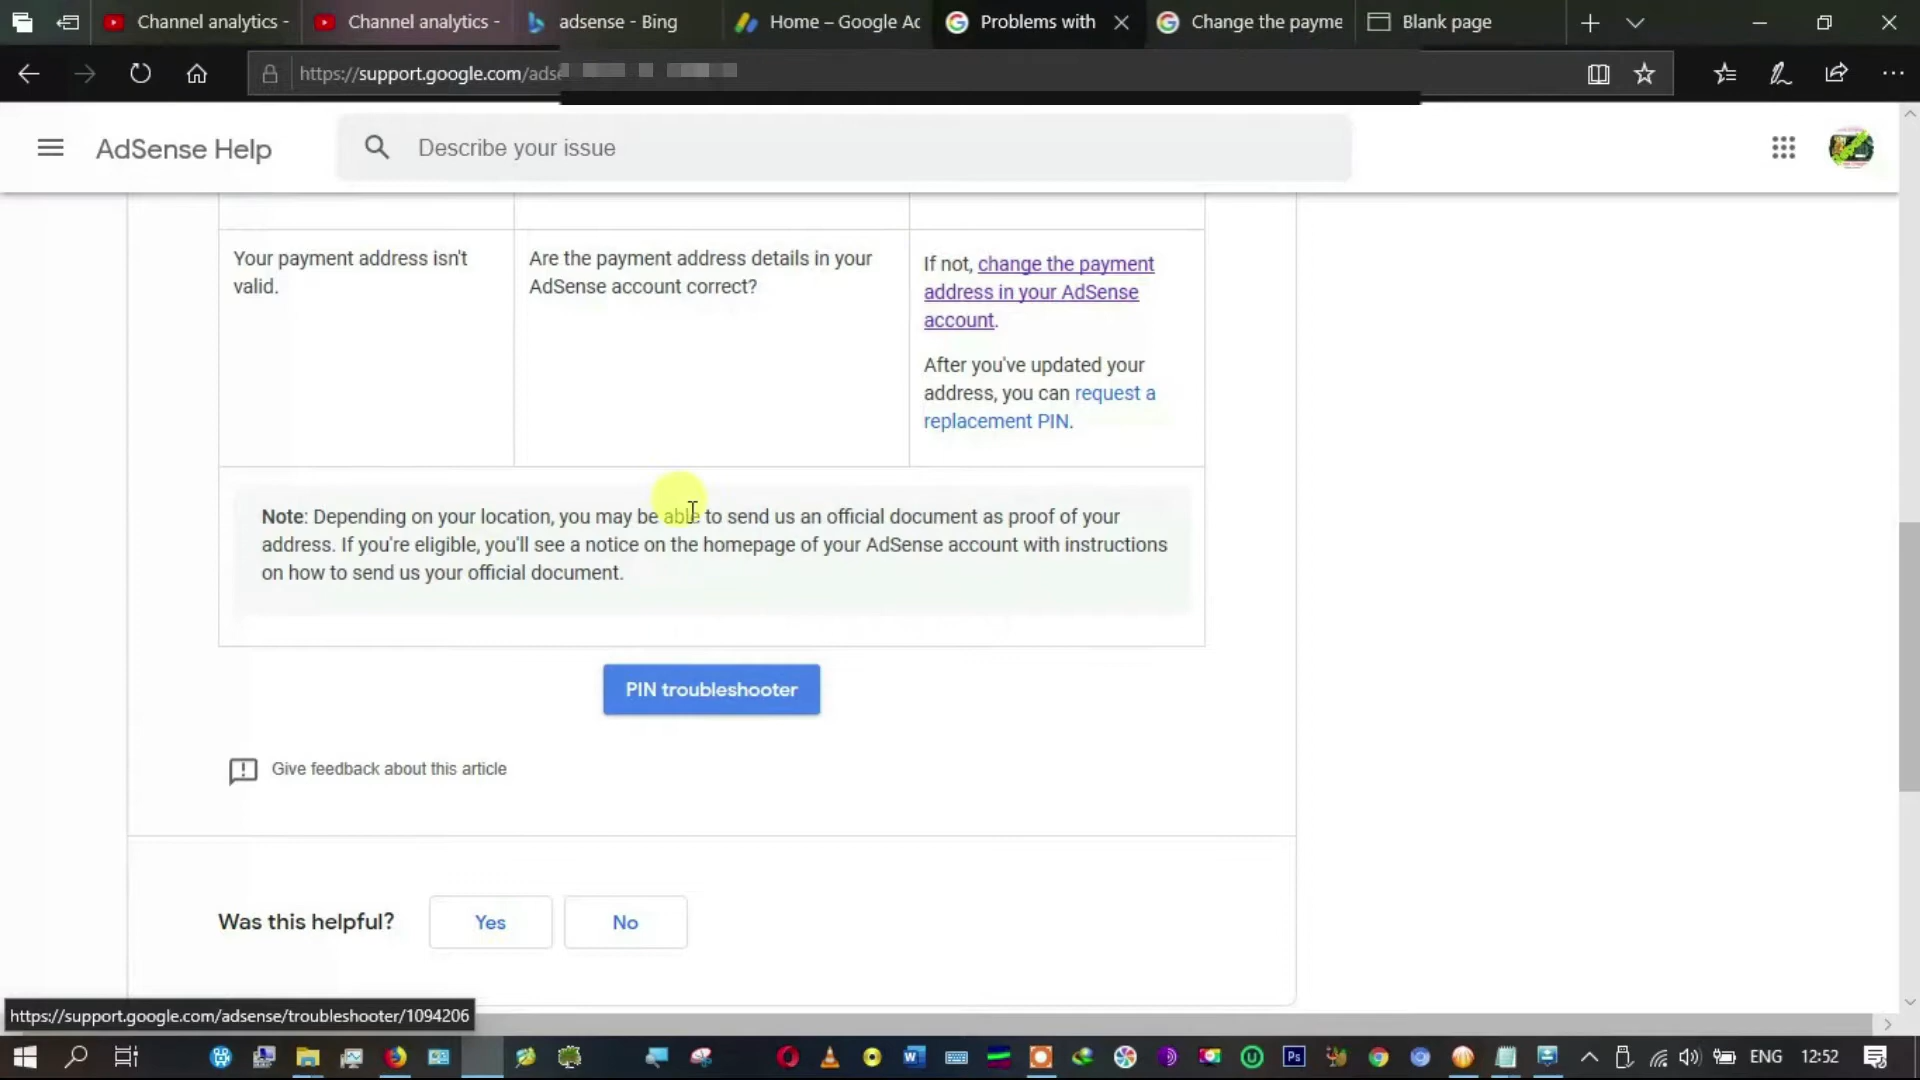 Channel analytics -
Channel analytics -
adsense - Bing
Home – Google Ac
Problems with
Change the payme
Blank page
https://support.google.com/adse
AdSense Help
Describe your issue
Your payment address isn't
valid.
Are the payment address details in your
AdSense account correct?
If not, change the payment
address in your AdSense
account.
After you've updated your
address, you can request a
replacement PIN.
Note: Depending on your location, you may be able to send us an official document as proof of your
address. If you're eligible, you'll see a notice on the homepage of your AdSense account with instructions
on how to send us your official document.
PIN troubleshooter
Give feedback about this article
Was this helpful?
Yes
No
https://support.google.com/adsense/troubleshooter/1094206
ENG
12:52